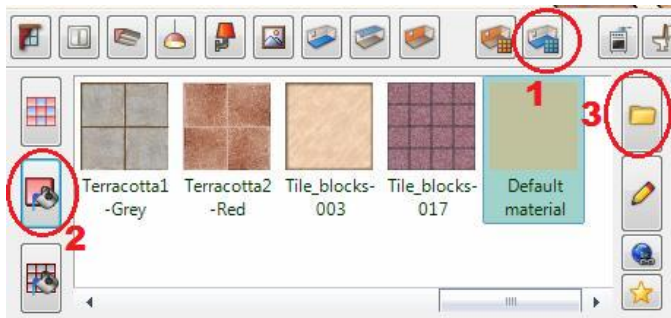 1
3
2
Terracotta1
-Grey
Terracotta2
-Red
Tile_blocks-
003
Tile_blocks-
017
Default
material